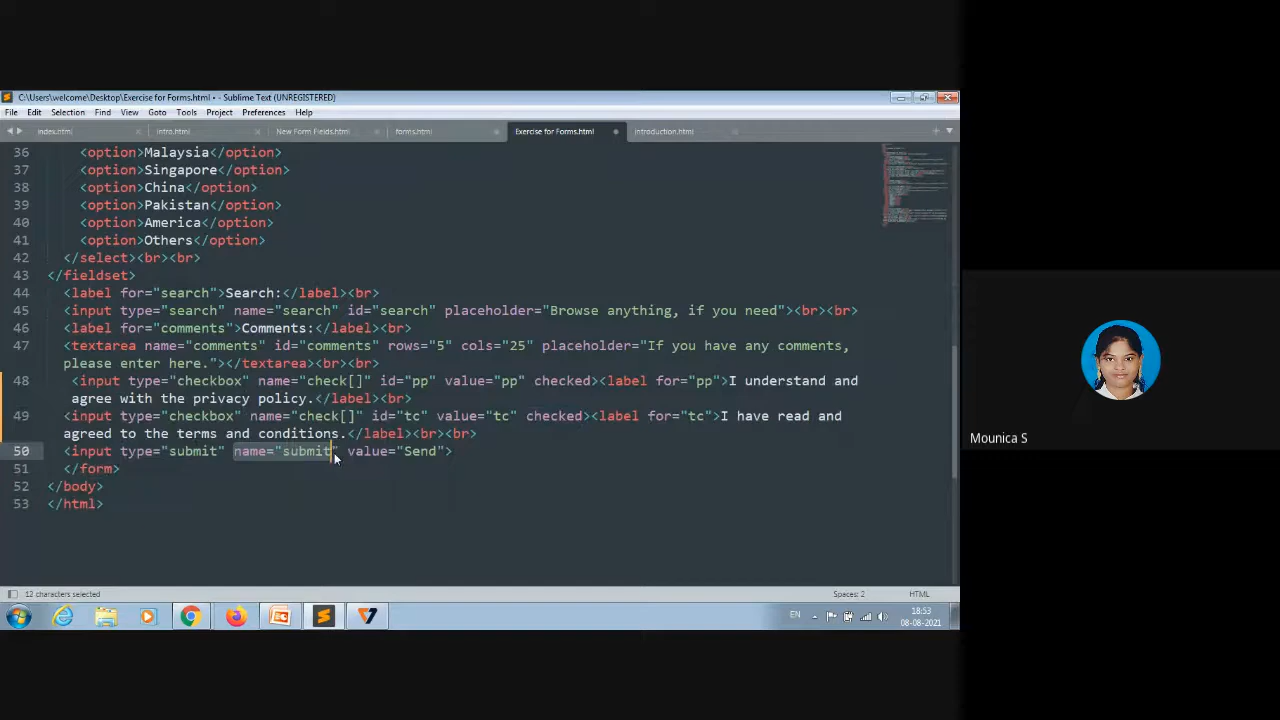 C:\Users\welcome\Desktop\Exercise for Forms.html • - Sublime Text (UNREGISTERED)
File Edit Selection Find View Goto Tools Project Preferences Help
index.html intro.html New Form Fields.html forms.html Exercise for Forms.html introduction.html
36 <option>Malaysia</option>
37 <option>Singapore</option>
38 <option>China</option>
39 <option>Pakistan</option>
40 <option>America</option>
41 <option>Others</option>
42 </select><br><br>
43 </fieldset>
44 <label for="search">Search:</label><br>
45 <input type="search" name="search" id="search" placeholder="Browse anything, if you need"><br><br>
46 <label for="comments">Comments:</label><br>
47 <textarea name="comments" id="comments" rows="5" cols="25" placeholder="If you have any comments,
please enter here."></textarea><br><br>
48 <input type="checkbox" name="check[]" id="pp" value="pp" checked><label for="pp">I understand and
agree with the privacy policy.</label><br>
49 <input type="checkbox" name="check[]" id="tc" value="tc" checked><label for="tc">I have read and
agreed to the terms and conditions.</label><br><br>
50 <input type="submit" name="submit" value="Send">
51 </form>
52 </body>
53 </html>
Mounica S
12 characters selected Spaces: 2 HTML
EN 18:53
08-08-2021